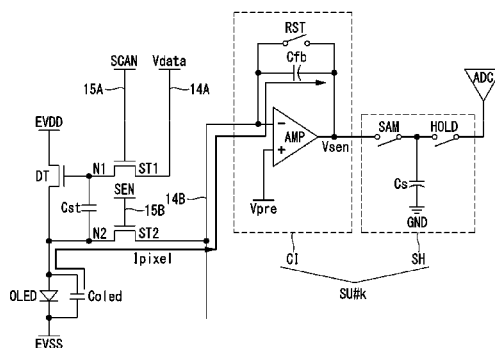 RST
SCAN
Vdata
Cfb
ADC
15A
14A
EVDD
AMP
SAM
HOLD
Vsen
DT
N1
ST1
Cst
SEN
14B
Cs
15B
Vpre
GND
N2
ST2
Ipixel
CI
SH
OLED
Coled
SU#k
EVSS